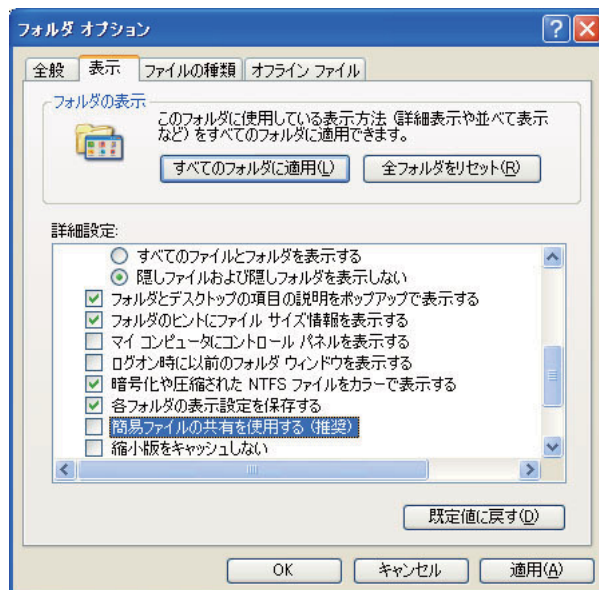 フォルダ オプション
全般
表示
ファイルの種類
オフライン ファイル
フォルダの表示
このフォルダに使用している表示方法 (詳細表示や並べて表示
など) をすべてのフォルダに適用できます。
すべてのフォルダに適用(L)
全フォルダをリセット(R)
詳細設定:
すべてのファイルとフォルダを表示する
隠しファイルおよび隠しフォルダを表示しない
フォルダとデスクトップの項目の説明をポップアップで表示する
フォルダのヒントにファイル サイズ情報を表示する
マイ コンピュータにコントロール パネルを表示する
ログオン時に以前のフォルダ ウィンドウを表示する
暗号化や圧縮された NTFS ファイルをカラーで表示する
各フォルダの表示設定を保存する
簡易ファイルの共有を使用する (推奨)
縮小版をキャッシュしない
既定値に戻す(D)
OK
キャンセル
適用(A)